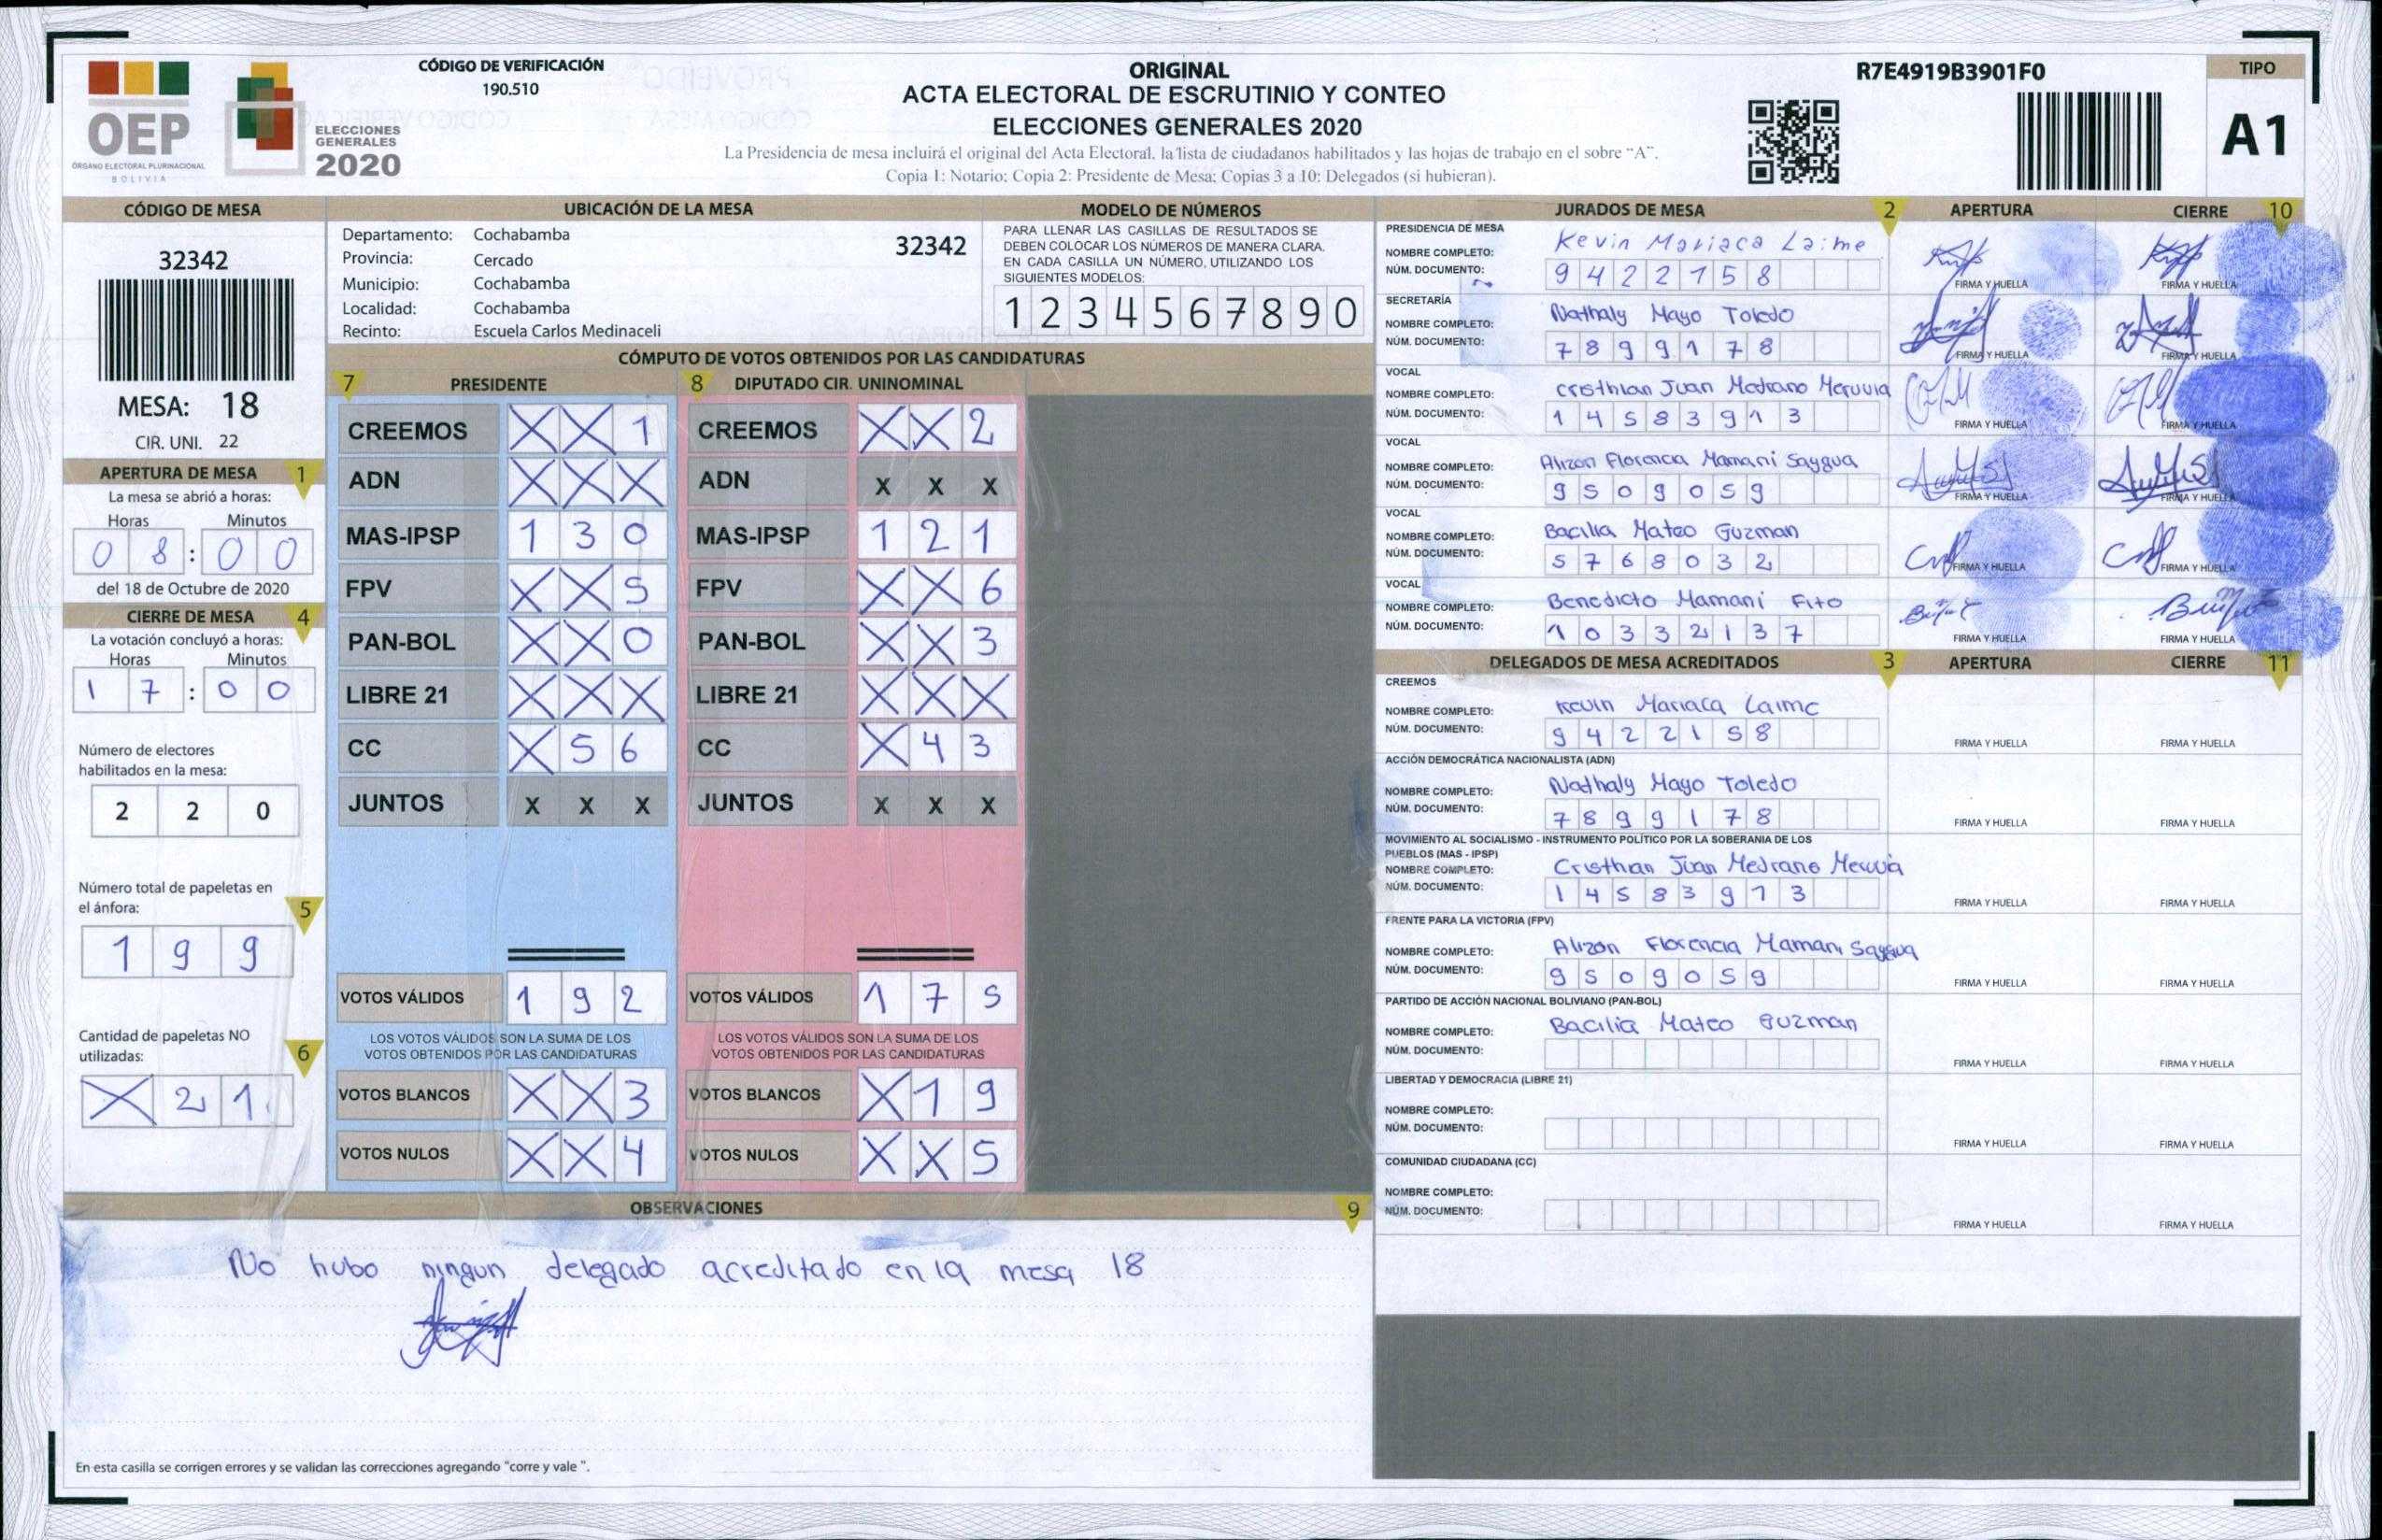 OEP
ÓRGANO ELECTORAL PLURINACIONAL
BOLIVIA
ELECCIONES
GENERALES
2020
CÓDIGO DE VERIFICACIÓN
190.510
ORIGINAL
ACTA ELECTORAL DE ESCRUTINIO Y CONTEO
ELECCIONES GENERALES 2020
La Presidencia de mesa incluirá el original del Acta Electoral, la lista de ciudadanos habilitados y las hojas de trabajo en el sobre “A”.
Copia 1: Notario; Copia 2: Presidente de Mesa; Copias 3 a 10: Delegados (si hubieran).
R7E4919B3901F0
TIPO
A1
CÓDIGO DE MESA
32342
MESA: 18
CIR. UNI. 22
APERTURA DE MESA 1
La mesa se abrió a horas:
Horas Minutos
0 8 : 0 0
del 18 de Octubre de 2020
CIERRE DE MESA 4
La votación concluyó a horas:
Horas Minutos
1 7 : 0 0
Número de electores
habilitados en la mesa:
2 2 0
Número total de papeletas en
el ánfora: 5
1 9 9
Cantidad de papeletas NO
utilizadas: 6
X 2 1
UBICACIÓN DE LA MESA
Departamento: Cochabamba 32342
Provincia: Cercado
Municipio: Cochabamba
Localidad: Cochabamba
Recinto: Escuela Carlos Medinaceli
MODELO DE NÚMEROS
PARA LLENAR LAS CASILLAS DE RESULTADOS SE
DEBEN COLOCAR LOS NÚMEROS DE MANERA CLARA.
EN CADA CASILLA UN NÚMERO, UTILIZANDO LOS
SIGUIENTES MODELOS:
1 2 3 4 5 6 7 8 9 0
CÓMPUTO DE VOTOS OBTENIDOS POR LAS CANDIDATURAS
7 PRESIDENTE 8 DIPUTADO CIR. UNINOMINAL
CREEMOS X X 1 CREEMOS X X 2
ADN X X X ADN X X X
MAS-IPSP 1 3 0 MAS-IPSP 1 2 1
FPV X X 5 FPV X X 6
PAN-BOL X X 0 PAN-BOL X X 3
LIBRE 21 X X X LIBRE 21 X X X
CC X 5 6 CC X 4 3
JUNTOS X X X JUNTOS X X X
VOTOS VÁLIDOS 1 9 2 VOTOS VÁLIDOS 1 7 5
LOS VOTOS VÁLIDOS SON LA SUMA DE LOS LOS VOTOS VÁLIDOS SON LA SUMA DE LOS
VOTOS OBTENIDOS POR LAS CANDIDATURAS VOTOS OBTENIDOS POR LAS CANDIDATURAS
VOTOS BLANCOS X X 3 VOTOS BLANCOS X 1 9
VOTOS NULOS X X 4 VOTOS NULOS X X 5
OBSERVACIONES 9
No hubo ningun delegado acreditado en la mesa 18
En esta casilla se corrigen errores y se validan las correcciones agregando "corre y vale ".
JURADOS DE MESA 2 APERTURA CIERRE 10
PRESIDENCIA DE MESA
NOMBRE COMPLETO: Kevin Mariaca Laime
NÚM. DOCUMENTO: 9 4 2 2 1 5 8 FIRMA Y HUELLA FIRMA Y HUELLA
SECRETARÍA
NOMBRE COMPLETO: Nathaly Mayo Toledo
NÚM. DOCUMENTO: 7 8 9 9 1 7 8 FIRMA Y HUELLA FIRMA Y HUELLA
VOCAL
NOMBRE COMPLETO: Cristhian Juan Medrano
NÚM. DOCUMENTO: 1 4 5 8 3 9 1 3 FIRMA Y HUELLA FIRMA Y HUELLA
VOCAL
NOMBRE COMPLETO: Alizon Florencia Mamani Saygua
NÚM. DOCUMENTO: 9 5 0 9 0 5 9 FIRMA Y HUELLA FIRMA Y HUELLA
VOCAL
NOMBRE COMPLETO: Bacilia Mateo Guzman
NÚM. DOCUMENTO: 5 7 6 8 0 3 2 FIRMA Y HUELLA FIRMA Y HUELLA
VOCAL
NOMBRE COMPLETO: Benedicto Mamani Fito
NÚM. DOCUMENTO: 1 0 3 3 2 1 3 7 FIRMA Y HUELLA FIRMA Y HUELLA
DELEGADOS DE MESA ACREDITADOS 3 APERTURA CIERRE 11
CREEMOS
NOMBRE COMPLETO: Kevin Mariaca Laime
NÚM. DOCUMENTO: 9 4 2 2 1 5 8 FIRMA Y HUELLA FIRMA Y HUELLA
ACCIÓN DEMOCRÁTICA NACIONALISTA (ADN)
NOMBRE COMPLETO: Nathaly Mayo Toledo
NÚM. DOCUMENTO: 7 8 9 9 1 7 8 FIRMA Y HUELLA FIRMA Y HUELLA
MOVIMIENTO AL SOCIALISMO - INSTRUMENTO POLÍTICO POR LA SOBERANIA DE LOS
PUEBLOS (MAS - IPSP)
NOMBRE COMPLETO: Cristhian Juan Medrano
NÚM. DOCUMENTO: 1 4 5 8 3 9 1 3 FIRMA Y HUELLA FIRMA Y HUELLA
FRENTE PARA LA VICTORIA (FPV)
NOMBRE COMPLETO: Alizon Florencia Mamani Saygua
NÚM. DOCUMENTO: 9 5 0 9 0 5 9 FIRMA Y HUELLA FIRMA Y HUELLA
PARTIDO DE ACCIÓN NACIONAL BOLIVIANO (PAN-BOL)
NOMBRE COMPLETO: Bacilia Mateo Guzman
NÚM. DOCUMENTO: FIRMA Y HUELLA FIRMA Y HUELLA
LIBERTAD Y DEMOCRACIA (LIBRE 21)
NOMBRE COMPLETO:
NÚM. DOCUMENTO: FIRMA Y HUELLA FIRMA Y HUELLA
COMUNIDAD CIUDADANA (CC)
NOMBRE COMPLETO:
NÚM. DOCUMENTO: FIRMA Y HUELLA FIRMA Y HUELLA